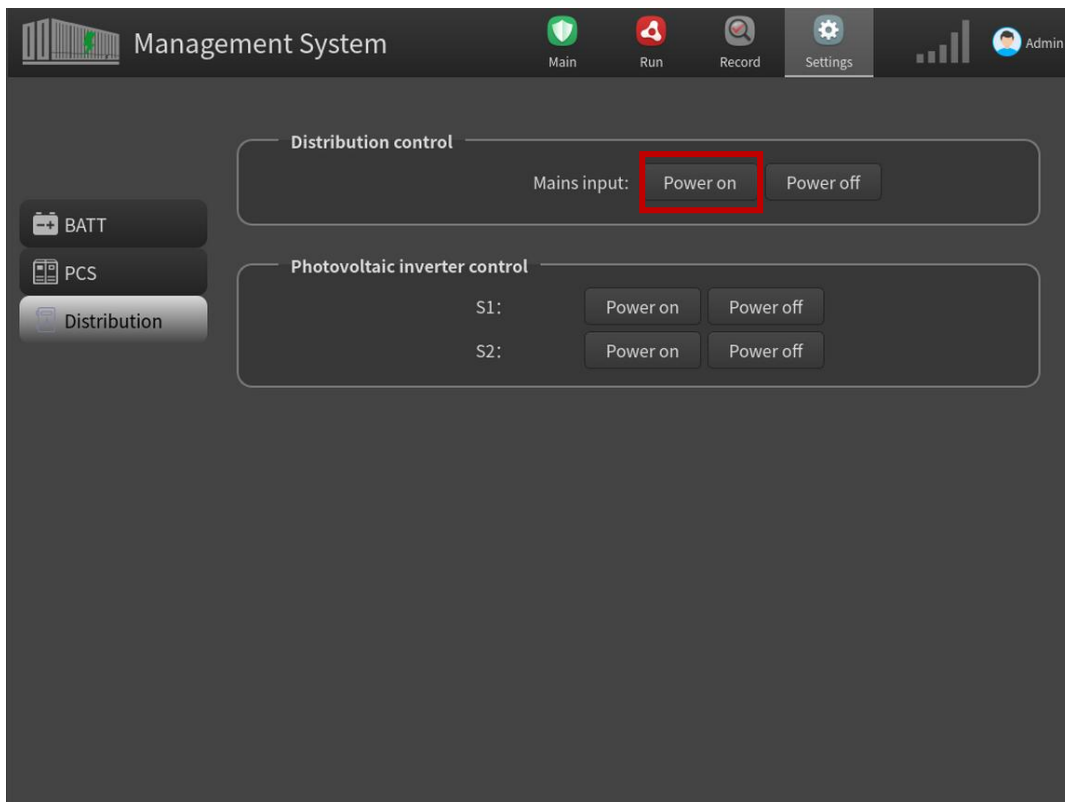 Management System
Main
Run
Record
Settings
Admin
BATT
PCS
Distribution
Distribution control
Mains input: Power on Power off
Photovoltaic inverter control
S1: Power on Power off
S2: Power on Power off